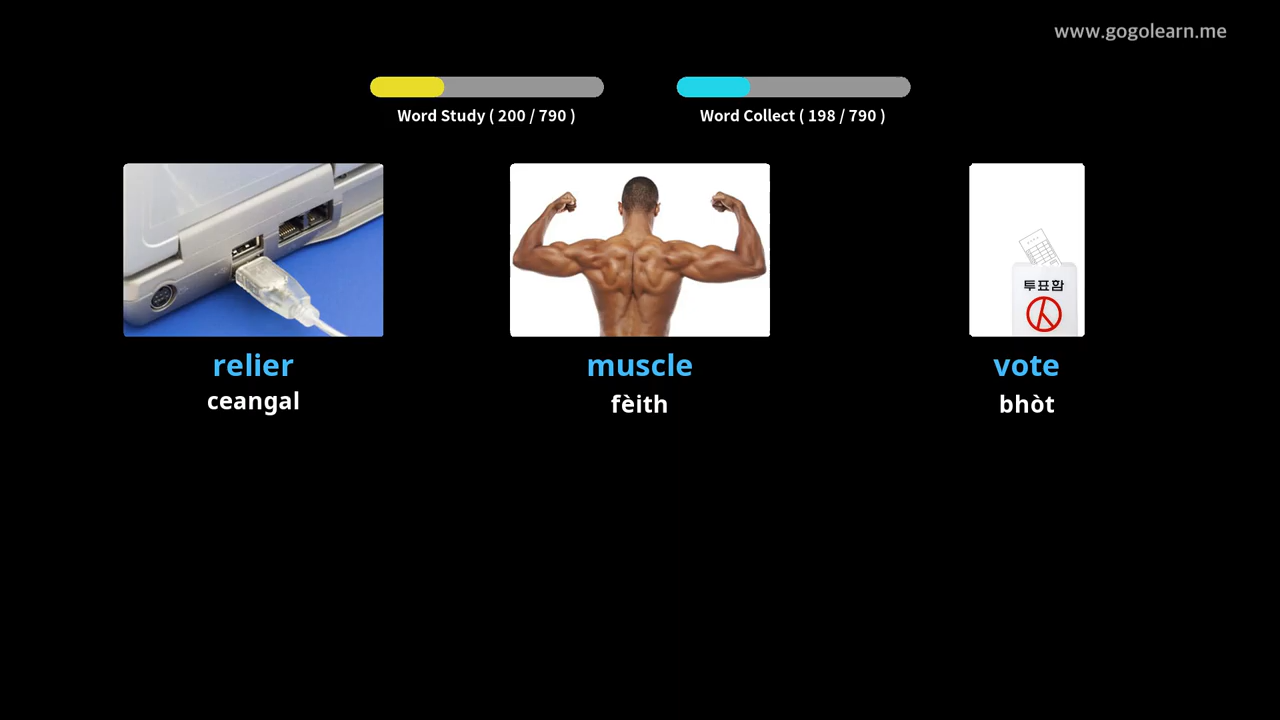 www.gogolearn.me
Word Study ( 200 / 790 )
Word Collect ( 198 / 790 )
투표함
relier
muscle
vote
ceangal
fèith
bhòt